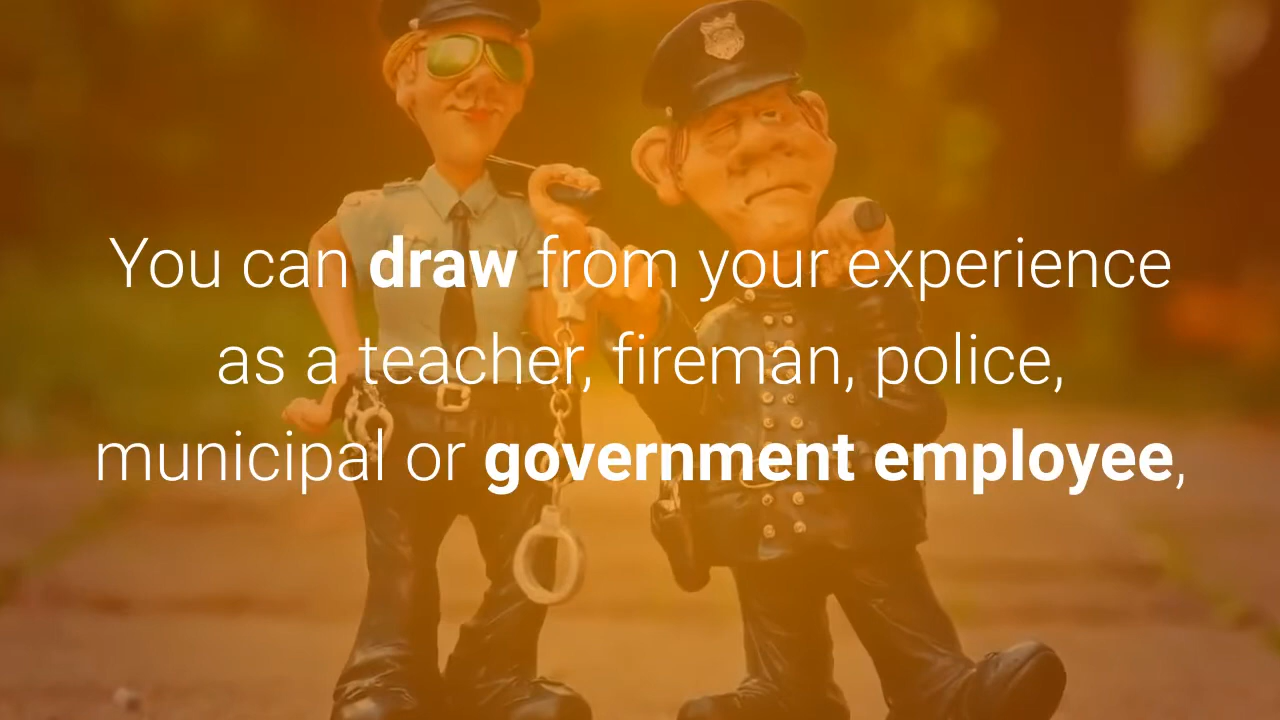 You can draw from your experience
as a teacher, fireman, police,
municipal or government employee,